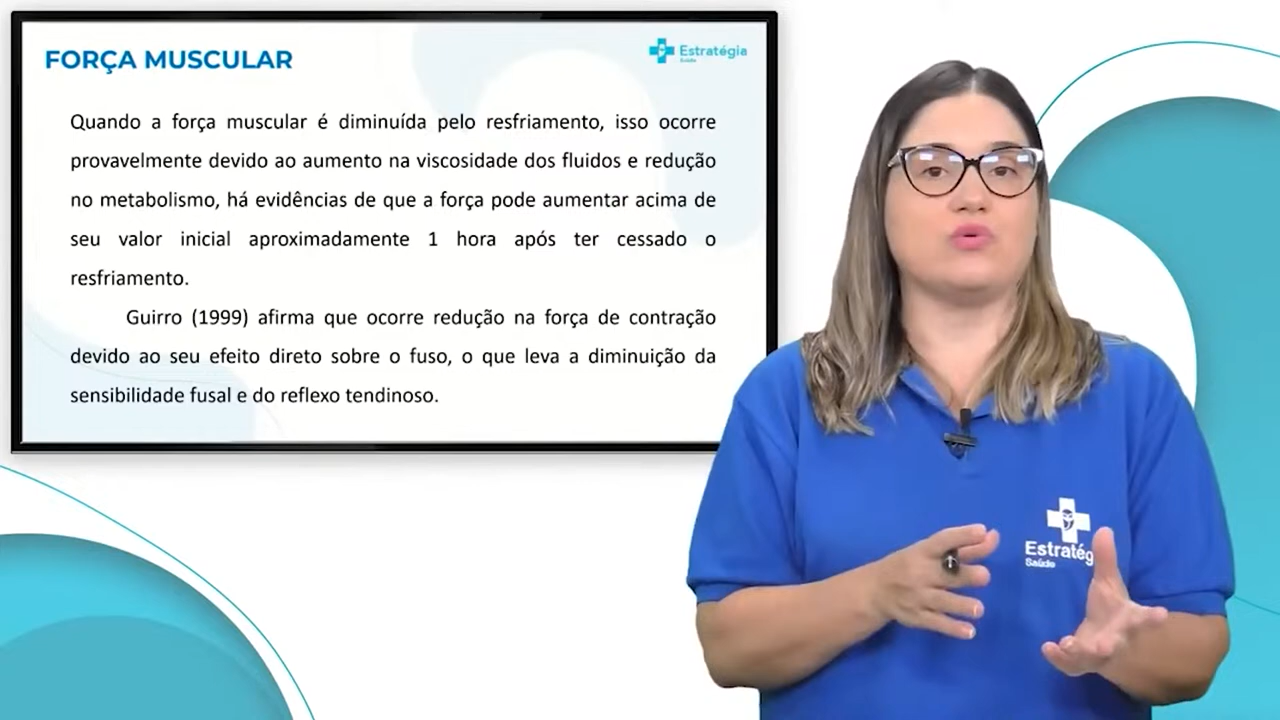 FORÇA MUSCULAR
Estratégia
Saúde
Quando a força muscular é diminuída pelo resfriamento, isso ocorre
provavelmente devido ao aumento na viscosidade dos fluidos e redução
no metabolismo, há evidências de que a força pode aumentar acima de
seu valor inicial aproximadamente 1 hora após ter cessado o
resfriamento.
Guirro (1999) afirma que ocorre redução na força de contração
devido ao seu efeito direto sobre o fuso, o que leva a diminuição da
sensibilidade fusal e do reflexo tendinoso.
Estratég
Saúde